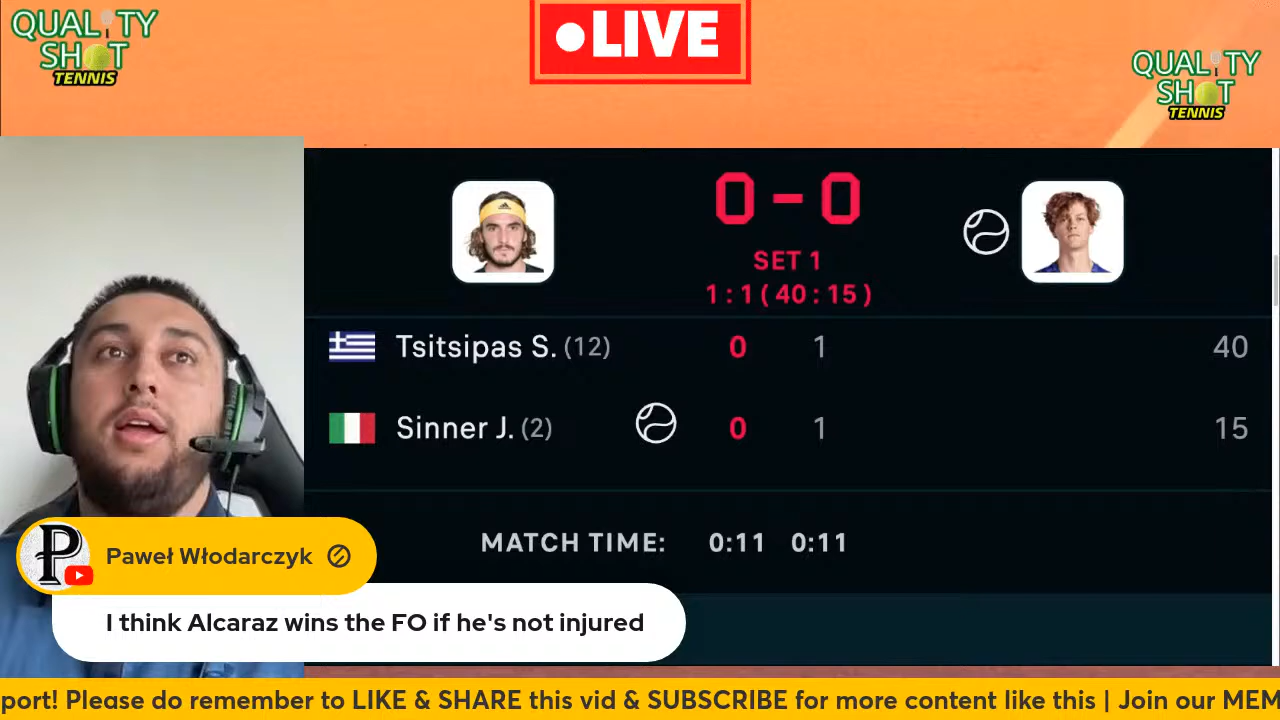 QUALITY
SHOT
TENNIS
LIVE
QUALITY
SHOT
TENNIS
0 - 0
SET 1
1 : 1 ( 40 : 15 )
Tsitsipas S. (12) 0 1 40
Sinner J. (2) 0 1 15
MATCH TIME: 0:11 0:11
P
Paweł Włodarczyk
I think Alcaraz wins the FO if he's not injured
port! Please do remember to LIKE & SHARE this vid & SUBSCRIBE for more content like this | Join our MEM